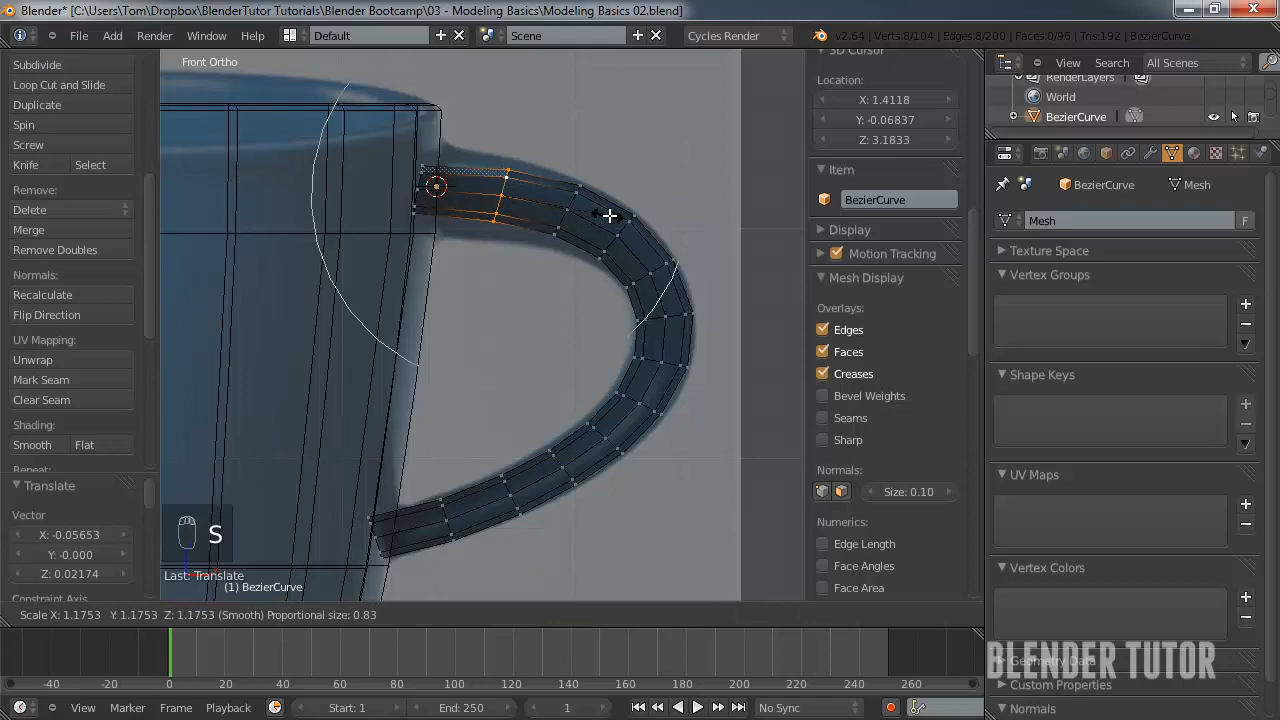 Blender* [C:\Users\Tom\Dropbox\BlenderTutor Tutorials\Blender Bootcamp\03 - Modeling Basics\Modeling Basics 02.blend]
File Add Render Window Help Default Scene Cycles Render v2.64 | Verts:8/104 | Edges:8/200 | Faces:0/96 | Tris:192 | BezierCurve
Subdivide
Loop Cut and Slide
Duplicate
Spin
Screw
Knife Select
Remove:
Delete
Merge
Remove Doubles
Normals:
Recalculate
Flip Direction
UV Mapping:
Unwrap
Mark Seam
Clear Seam
Shading:
Smooth Flat
Repeat:
Translate
Vector
X: -0.05653
Y: -0.000
Z: 0.02174
Constraint Axis
Front Ortho
S
Last: Translate
(1) BezierCurve
Scale X: 1.1753 Y: 1.1753 Z: 1.1753 (Smooth) Proportional size: 0.83
3D Cursor
Location:
X: 1.4118
Y: -0.06837
Z: 3.1833
Item
BezierCurve
Display
Motion Tracking
Mesh Display
Overlays:
Edges
Faces
Creases
Bevel Weights
Seams
Sharp
Normals:
Size: 0.10
Numerics:
Edge Length
Face Angles
Face Area
View Search All Scenes
RenderLayers
World
BezierCurve
BezierCurve Mesh
Mesh F
Texture Space
Vertex Groups
Shape Keys
UV Maps
Vertex Colors
Geometry Data
Custom Properties
Normals
BLENDER TUTOR
-40 -20 0 20 40 60 80 100 120 140 160 180 200 220 240 260
View Marker Frame Playback Start: 1 End: 250 1 No Sync